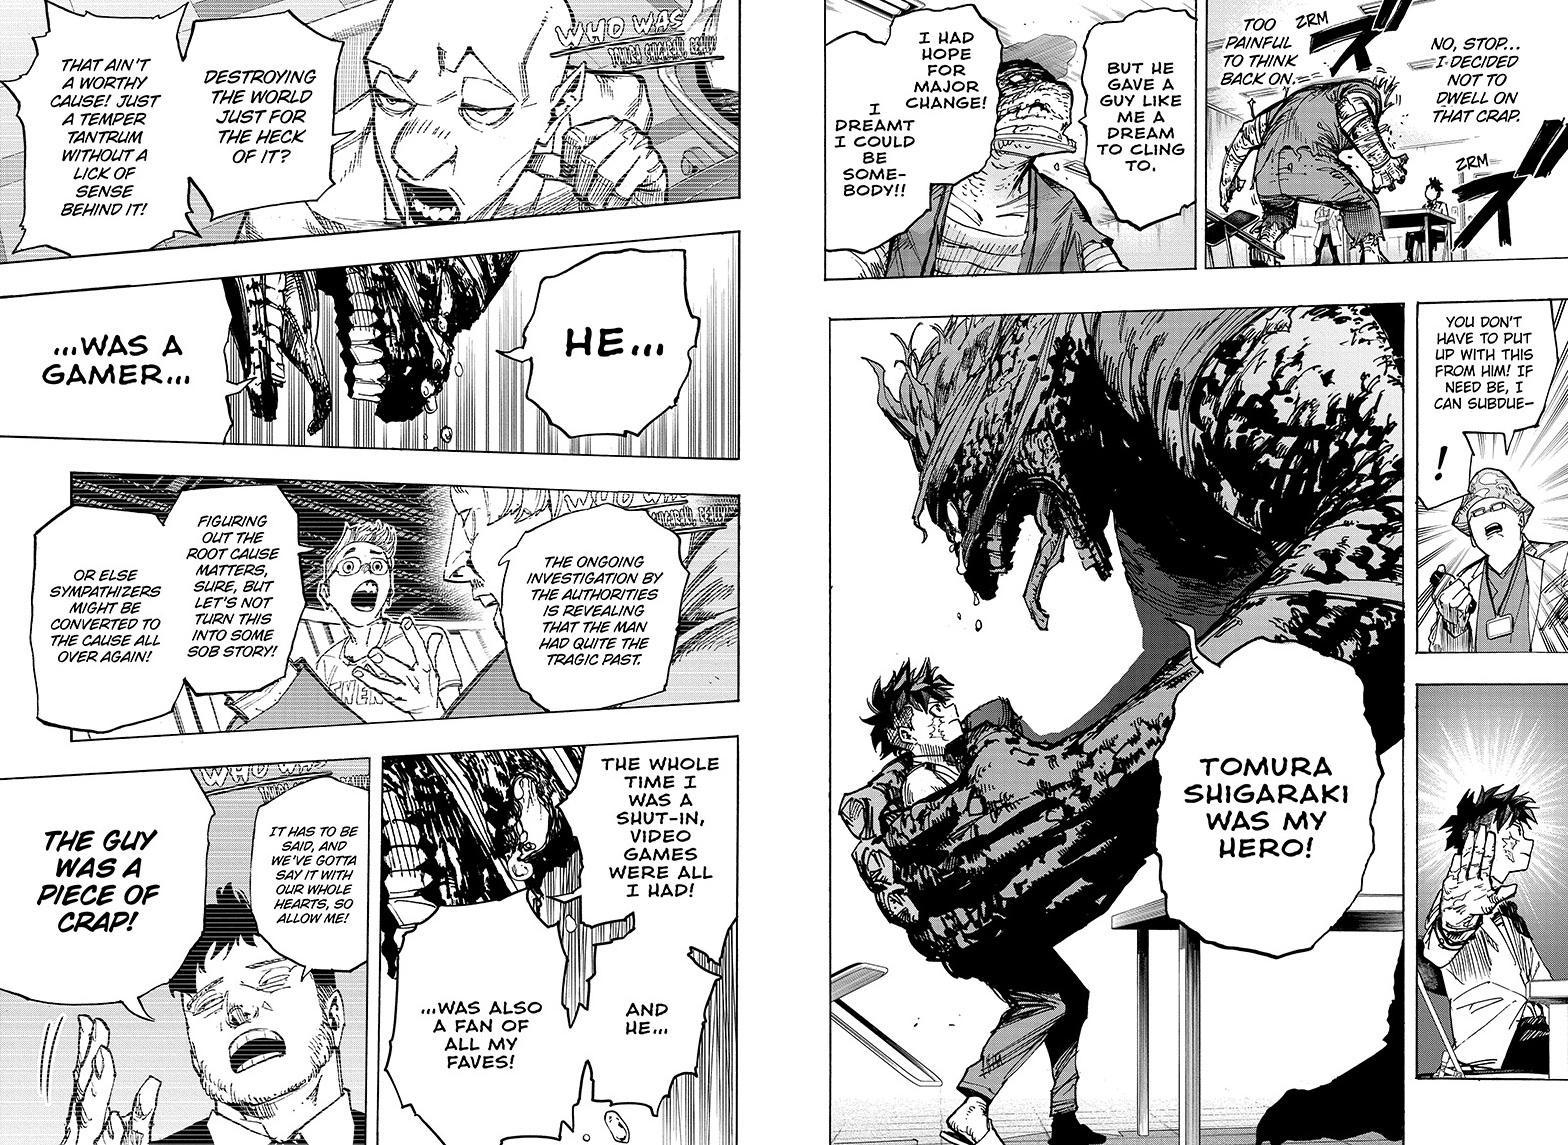 NO, STOP...
I DECIDED
NOT TO
DWELL ON
THAT CRAP.
ZRM
ズ
TOO
PAINFUL
TO THINK
BACK ON.
ZRM
ズ
BUT HE
GAVE A
GUY LIKE
ME A
DREAM
TO CLING
TO.
I HAD
HOPE
FOR
MAJOR
CHANGE!
I
DREAMT
I COULD
BE
SOME-
BODY!!
YOU DON'T
HAVE TO PUT
UP WITH THIS
FROM HIM! IF
NEED BE, I
CAN SUBDUE–
!
TOMURA
SHIGARAKI
WAS MY
HERO!
WHO WAS
DESTROYING
THE WORLD
JUST FOR
THE HECK
OF IT?
THAT AIN'T
A WORTHY
CAUSE! JUST
A TEMPER
TANTRUM
WITHOUT A
LICK OF
SENSE
BEHIND IT!
HE...
...WAS A
GAMER...
WHO WAS
THE ONGOING
INVESTIGATION BY
THE AUTHORITIES
IS REVEALING
THAT THE MAN
HAD QUITE THE
TRAGIC PAST.
FIGURING
OUT THE
ROOT CAUSE
MATTERS,
SURE, BUT
LET'S NOT
TURN THIS
INTO SOME
SOB STORY!
OR ELSE
SYMPATHIZERS
MIGHT BE
CONVERTED TO
THE CAUSE ALL
OVER AGAIN!
THE WHOLE
TIME I
WAS A
SHUT-IN,
VIDEO
GAMES
WERE ALL
I HAD!
AND
HE...
...WAS ALSO
A FAN OF
ALL MY
FAVES!
WHO WAS
IT HAS TO BE
SAID, AND
WE'VE GOTTA
SAY IT WITH
OUR WHOLE
HEARTS, SO
ALLOW ME!
THE GUY
WAS A
PIECE OF
CRAP!